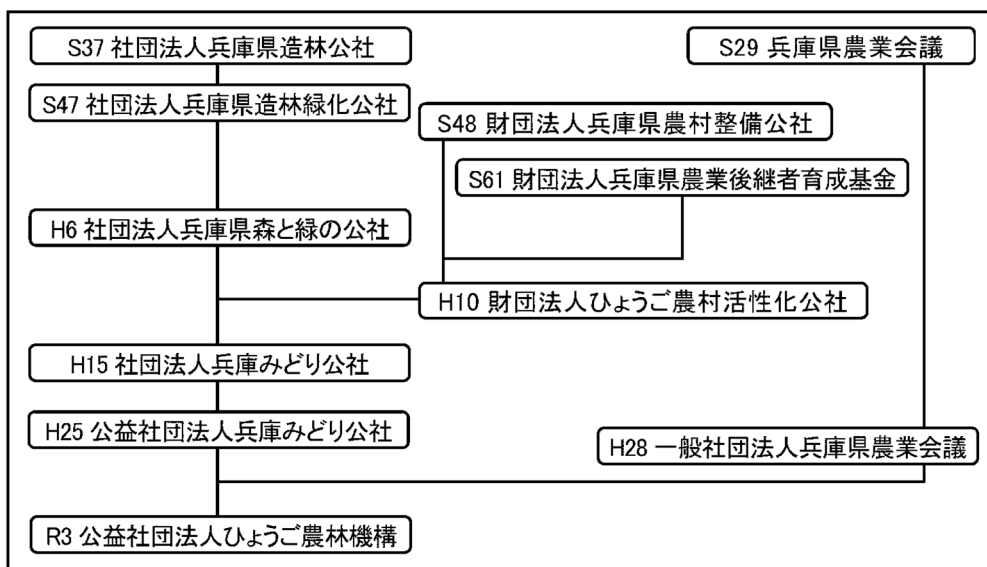 S37 社団法人兵庫県造林公社
S29 兵庫県農業会議
S47 社団法人兵庫県造林緑化公社
S48 財団法人兵庫県農村整備公社
S61 財団法人兵庫県農業後継者育成基金
H6 社団法人兵庫県森と緑の公社
H10 財団法人ひょうご農村活性化公社
H15 社団法人兵庫みどり公社
H25 公益社団法人兵庫みどり公社
H28 一般社団法人兵庫県農業会議
R3 公益社団法人ひょうご農林機構